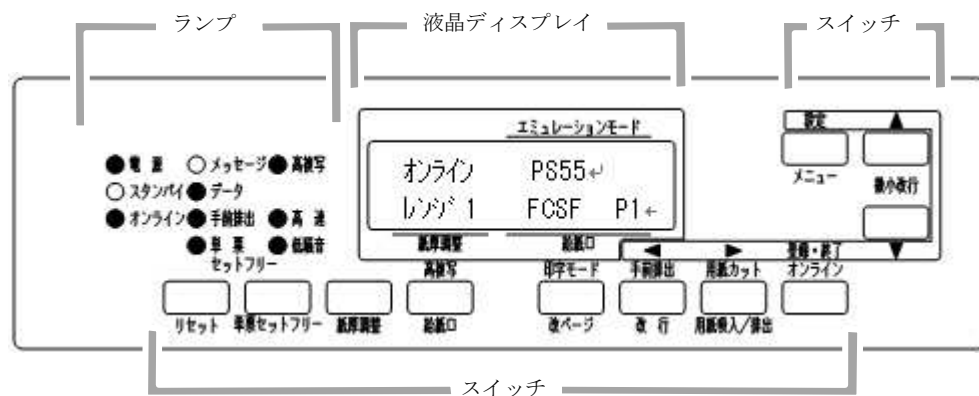 ランプ 液晶ディスプレイ スイッチ
エミュレーションモード 設定 ▲
●電 源 ○メッセージ ●高複写 オンライン PS55↵ メニュー 微小改行
○スタンバイ ●データ
●オンライン ●手前排出 ●高 速 レンジ 1 FCSF P1← ▼
●単 票 ●低騒音 紙厚調整 給紙口 ◀ ▶ 登録・終了
セットフリー 高複写 印字モード 手前排出 用紙カット オンライン
リセット 単票セットフリー 紙厚調整 給紙口 改ページ 改 行 用紙吸入/排出
スイッチ